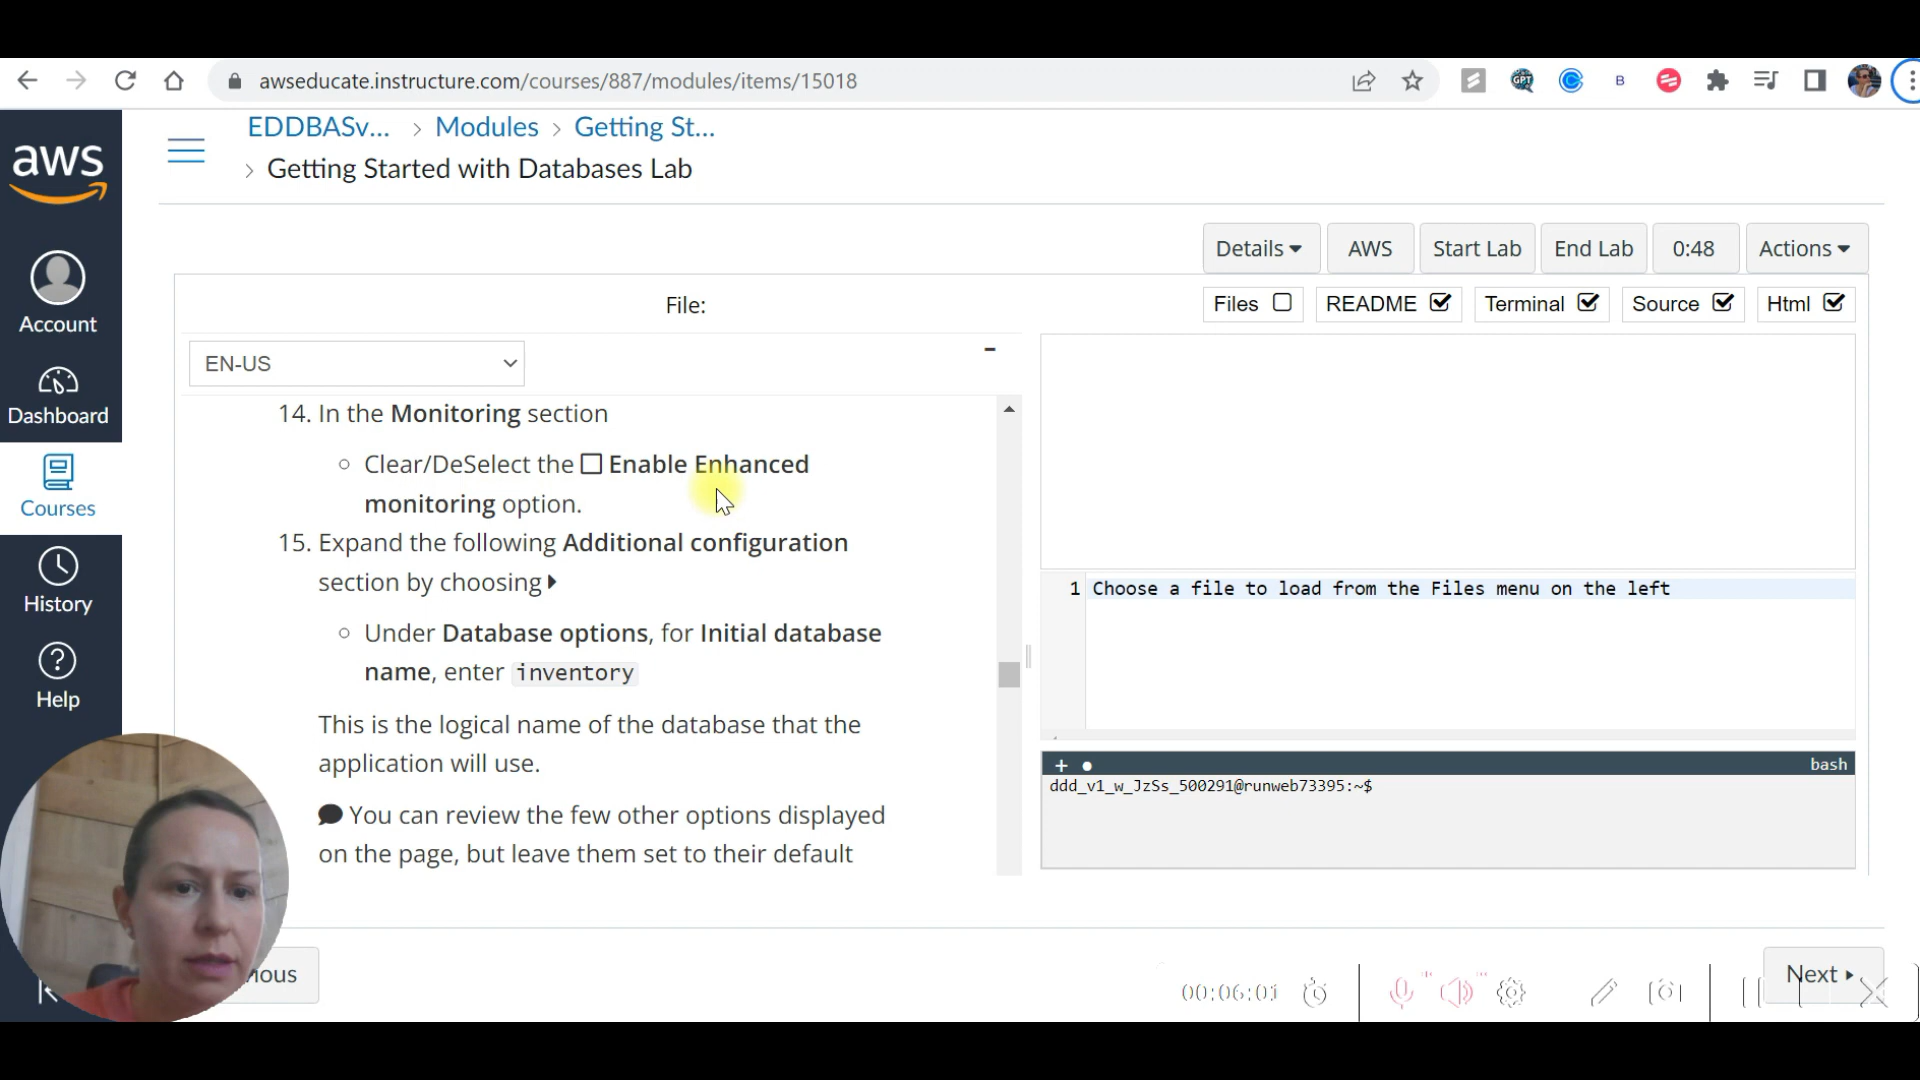 awseducate.instructure.com/courses/887/modules/items/15018
GPT
B
aws
EDDBASv... > Modules > Getting St...
> Getting Started with Databases Lab
Account
Dashboard
Courses
History
Help
Details AWS Start Lab End Lab 0:48 Actions
File:
Files README Terminal Source Html
EN-US
14. In the Monitoring section
Clear/DeSelect the Enable Enhanced
monitoring option.
15. Expand the following Additional configuration
section by choosing
Under Database options, for Initial database
name, enter inventory
This is the logical name of the database that the
application will use.
You can review the few other options displayed
on the page, but leave them set to their default
1 Choose a file to load from the Files menu on the left
+ bash
ddd_v1_w_JzSs_500291@runweb73395:~$
ious
Next
00:06:01